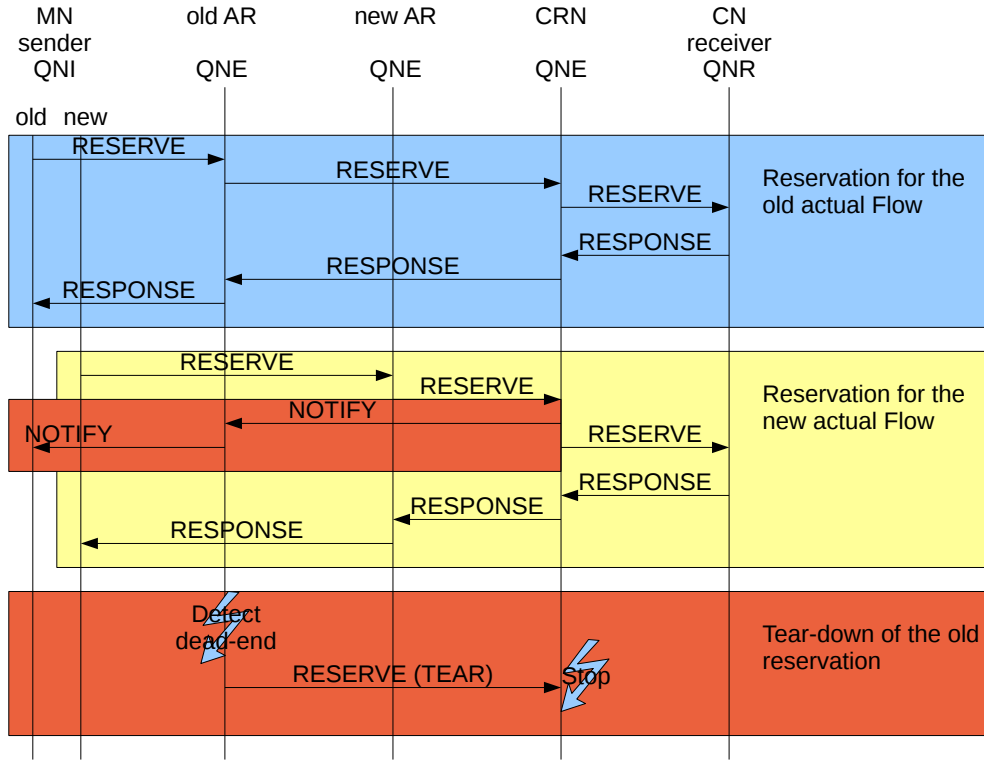 MN
sender
QNI
old AR
QNE
new AR
QNE
CRN
QNE
CN
receiver
QNR
old new
RESERVE
RESERVE
RESERVE
RESPONSE
RESPONSE
RESPONSE
Reservation for the
old actual Flow
RESERVE
RESERVE
NOTIFY
NOTIFY
RESERVE
RESPONSE
RESPONSE
RESPONSE
Reservation for the
new actual Flow
Detect
dead-end
RESERVE (TEAR)
Stop
Tear-down of the old
reservation